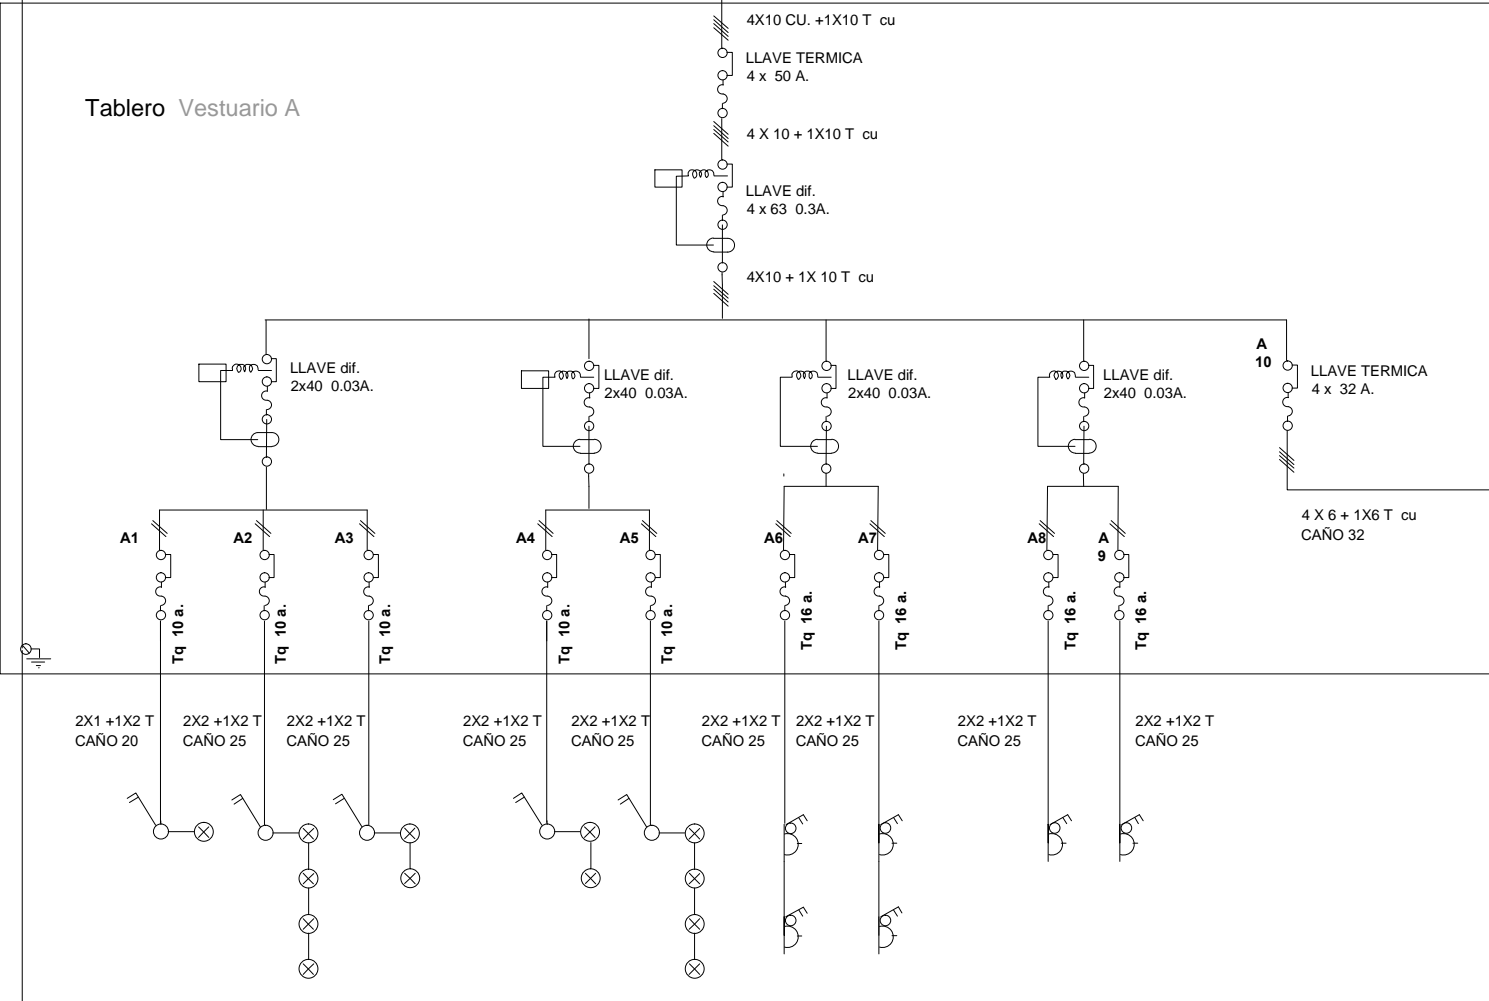 4X10 CU. +1X10 T cu
LLAVE TERMICA
4 x 50 A.
Tablero Vestuario A
4 X 10 + 1X10 T cu
LLAVE dif.
4 x 63 0.3A.
4X10 + 1X 10 T cu
LLAVE dif.
2x40 0.03A.
LLAVE dif.
2x40 0.03A.
LLAVE dif.
2x40 0.03A.
LLAVE dif.
2x40 0.03A.
A
10
LLAVE TERMICA
4 x 32 A.
4 X 6 + 1X6 T cu
CAÑO 32
A1
A2
A3
A4
A5
A6
A7
A8
A
9
Tq 10 a.
Tq 10 a.
Tq 10 a.
Tq 10 a.
Tq 10 a.
Tq 16 a.
Tq 16 a.
Tq 16 a.
Tq 16 a.
2X1 +1X2 T
CAÑO 20
2X2 +1X2 T
CAÑO 25
2X2 +1X2 T
CAÑO 25
2X2 +1X2 T
CAÑO 25
2X2 +1X2 T
CAÑO 25
2X2 +1X2 T
CAÑO 25
2X2 +1X2 T
CAÑO 25
2X2 +1X2 T
CAÑO 25
2X2 +1X2 T
CAÑO 25